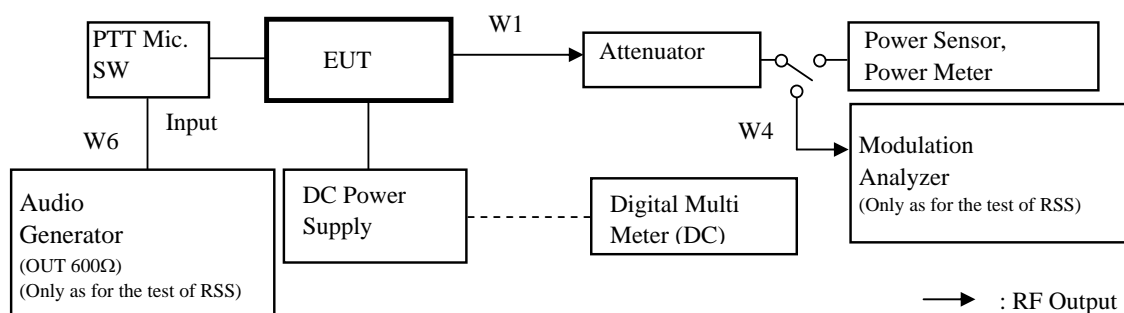 W1
PTT Mic.
SW
EUT
Attenuator
Power Sensor,
Power Meter
Input
W6
W4
Modulation
Analyzer
(Only as for the test of RSS)
Audio
Generator
(OUT 600Ω)
(Only as for the test of RSS)
DC Power
Supply
Digital Multi
Meter (DC)
: RF Output